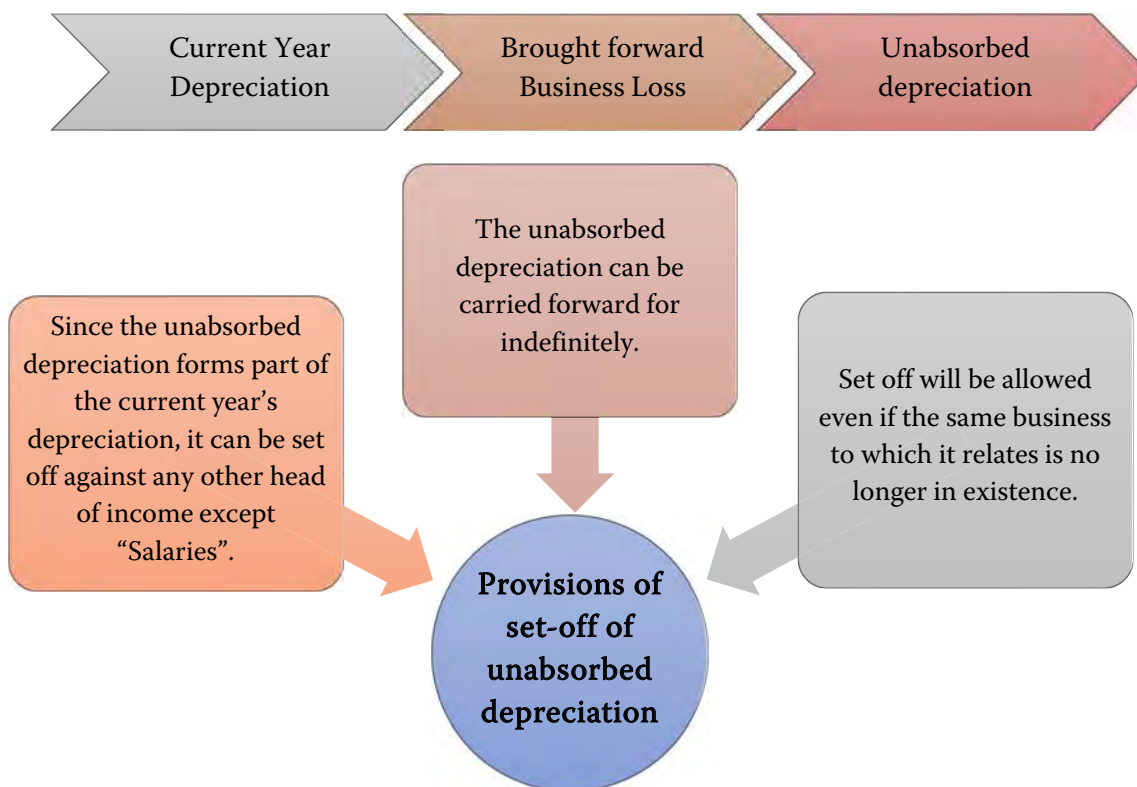 Current Year
Depreciation
Brought forward
Business Loss
Unabsorbed
depreciation
The unabsorbed
depreciation can be
carried forward for
indefinitely.
Since the unabsorbed
depreciation forms part of
the current year’s
depreciation, it can be set
off against any other head
of income except
“Salaries”.
Set off will be allowed
even if the same business
to which it relates is no
longer in existence.
Provisions of
set-off of
unabsorbed
depreciation